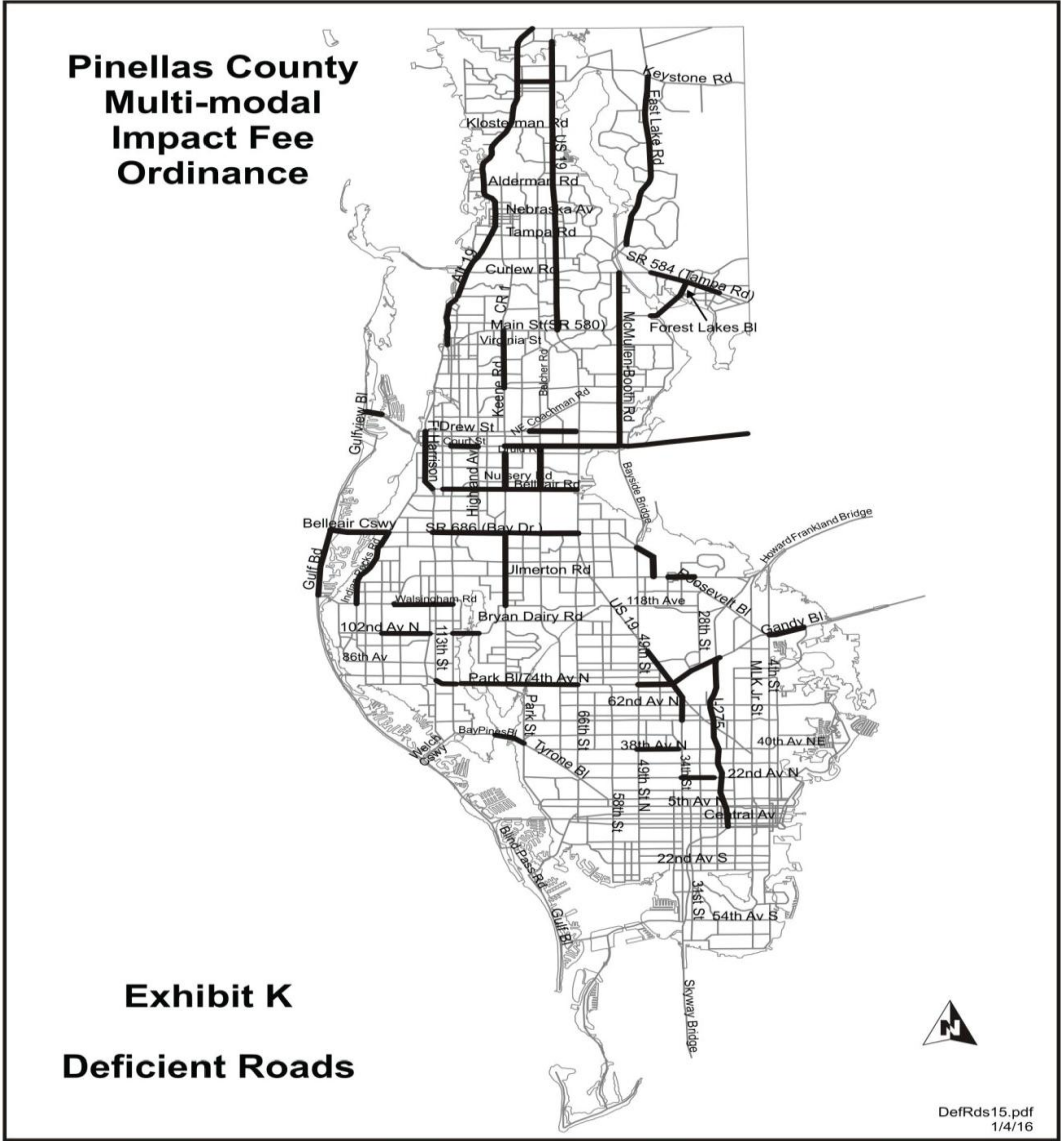 Pinellas County
Multi-modal
Impact Fee
Ordinance
Keystone Rd
East Lake Rd
Klosterman Rd
US 19
Alderman Rd
Nebraska Av
Tampa Rd
Alt 19
Curlew Rd
SR 584 (Tampa Rd)
CR 1
Main St(SR 580)
Forest Lakes Bl
Virginia St
McMullen-Booth Rd
Belcher Rd
Keene Rd
NE Coachman Rd
Gulfview Bl
Drew St
Court St
Ft Harrison
Highland Av
Druid Rd
Nursery Rd
Belleair Rd
Bayside Bridge
Belleair Cswy
SR 686 (Bay Dr.)
Howard Frankland Bridge
Gulf Bd
Indian Rocks Rd
Ulmerton Rd
Roosevelt Bl
Walsingham Rd
118th Ave
US 19
28th St
Gandy Bl
102nd Av N
Bryan Dairy Rd
113th St
49th St
86th Av
4th St
MLK Jr St
Park Bl/74th Av N
62nd Av N
I-275
Park St
66th St
BayPinesBl
Tyrone Bl
38th Av N
40th Av NE
Welch
Cswy
34th St
22nd Av N
49th St N
58th St
5th Av N
Central Av
Blind Pass Rd
22nd Av S
31st St
54th Av S
Gulf Bl
Skyway Bridge
Exhibit K
Deficient Roads
N
DefRds15.pdf
1/4/16